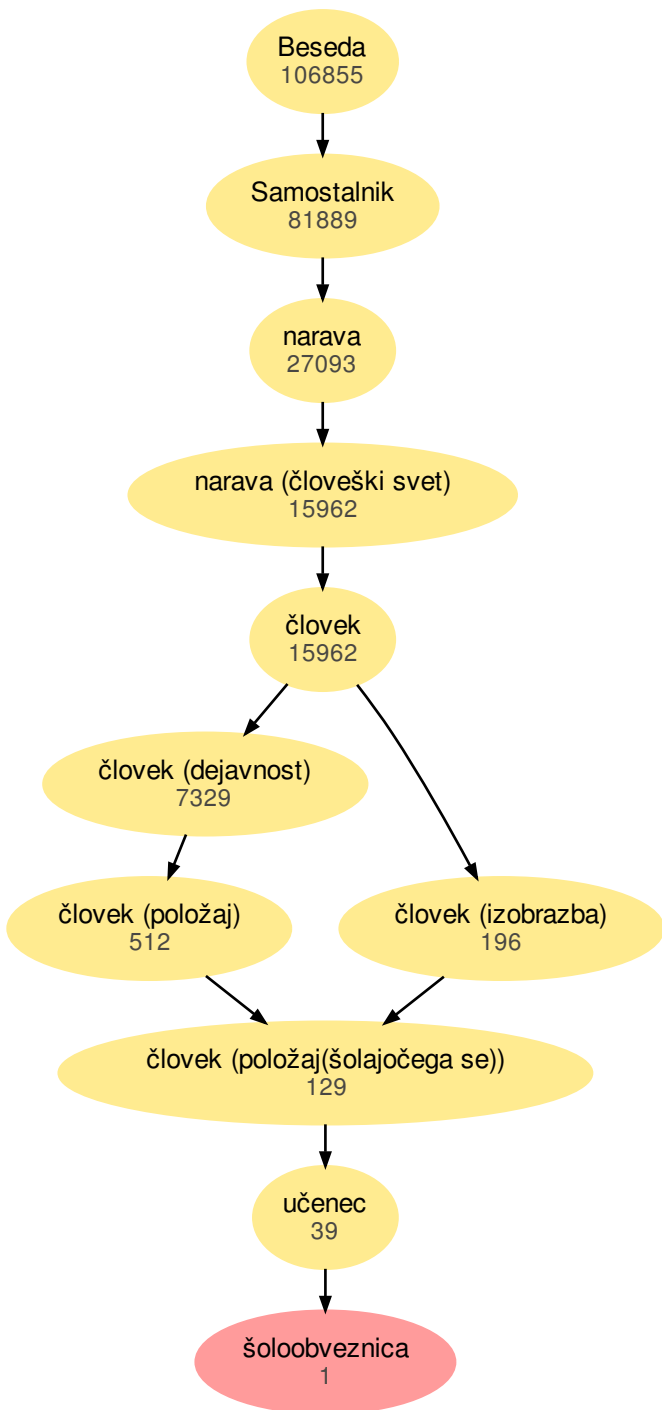 Beseda
106855
Samostalnik
81889
narava
27093
narava (človeški svet)
15962
človek
15962
človek (dejavnost)
7329
človek (položaj)
512
človek (izobrazba)
196
človek (položaj(šolajočega se))
129
učenec
39
šoloobveznica
1